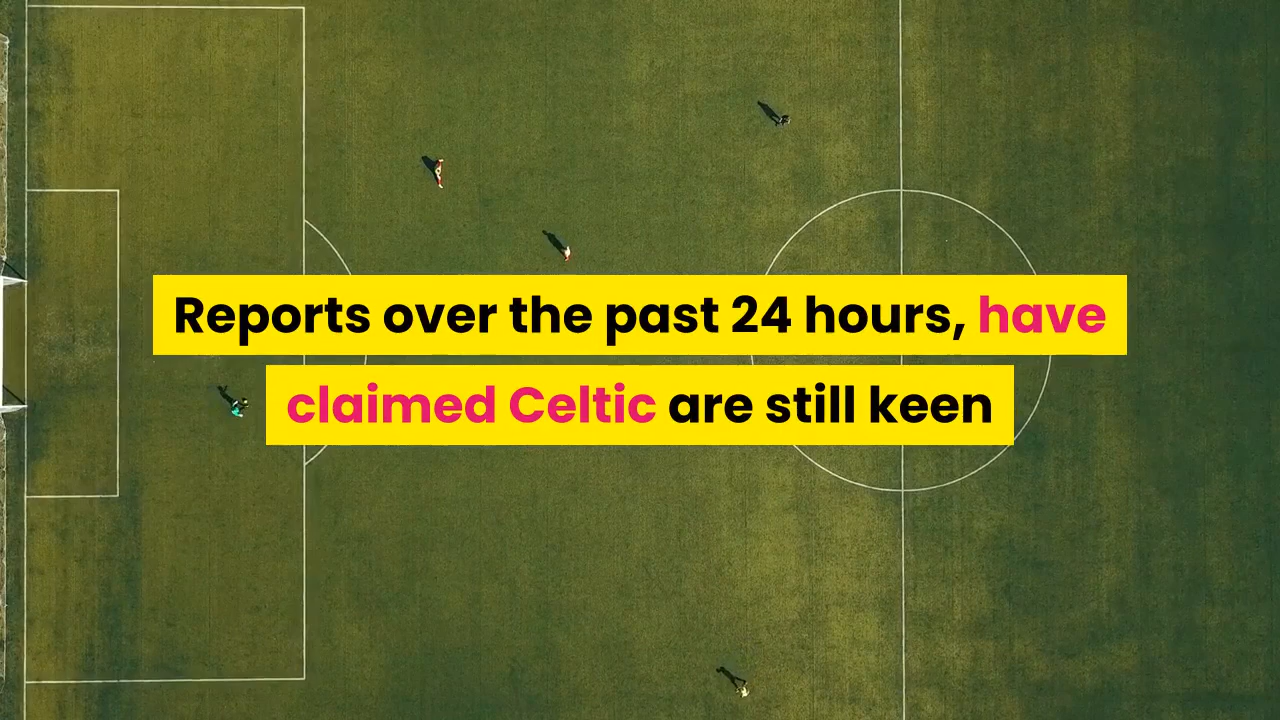 Reports over the past 24 hours, have
claimed Celtic are still keen